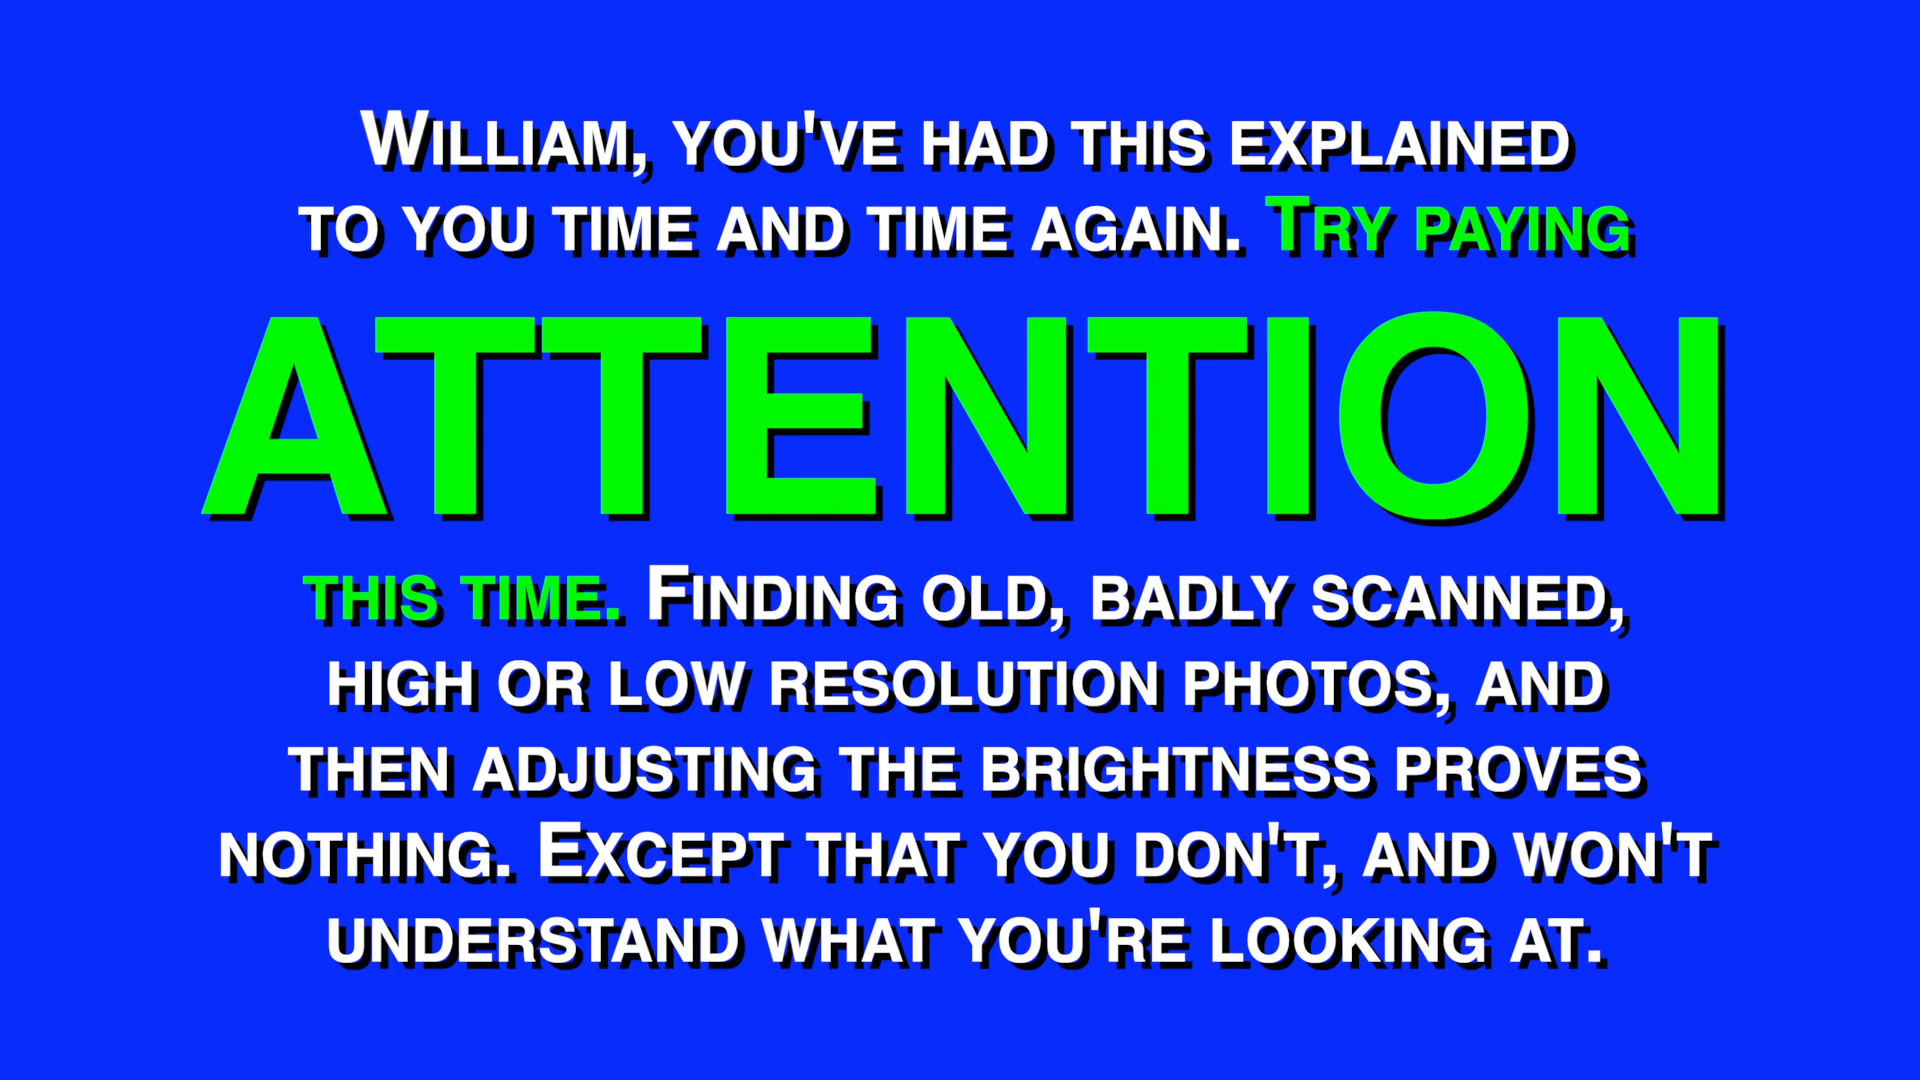 William, you've had this explained
to you time and time again. Try paying
ATTENTION
this time. Finding old, badly scanned,
high or low resolution photos, and
then adjusting the brightness proves
nothing. Except that you don't, and won't
understand what you're looking at.